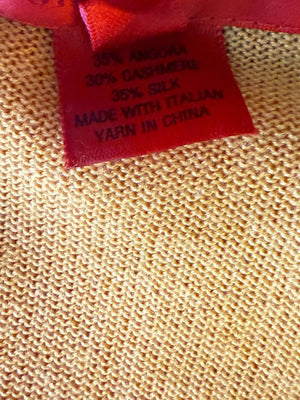 35% ANGORA
30% CASHMERE
35% SILK
MADE WITH ITALIAN
YARN IN CHINA